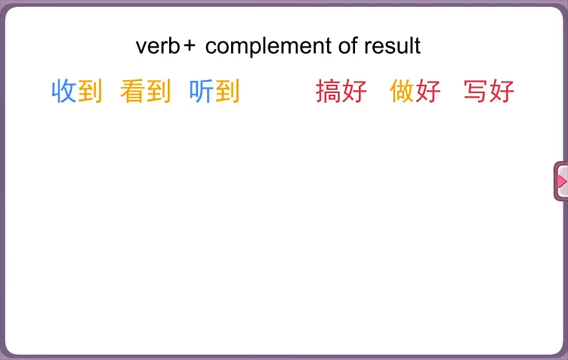 verb+ complement of result
收到 看到 听到 搞好 做好 写好